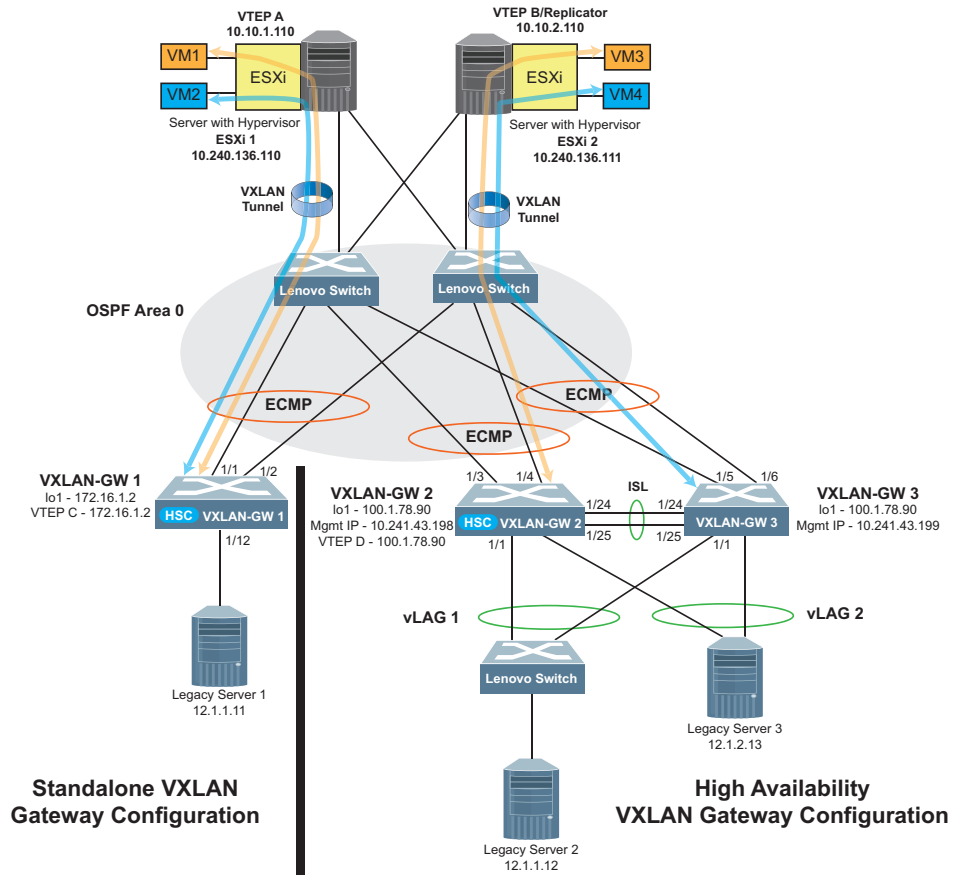 VTEP A
10.10.1.110
VTEP B/Replicator
10.10.2.110
VM1
VM2
ESXi
ESXi
VM3
VM4
Server with Hypervisor
ESXi 1
10.240.136.110
Server with Hypervisor
ESXi 2
10.240.136.111
VXLAN
Tunnel
VXLAN
Tunnel
Lenovo Switch
Lenovo Switch
OSPF Area 0
ECMP
ECMP
ECMP
VXLAN-GW 1
lo1 - 172.16.1.2
VTEP C - 172.16.1.2
1/1
1/2
HSC VXLAN-GW 1
1/12
Legacy Server 1
12.1.1.11
VXLAN-GW 2
lo1 - 100.1.78.90
Mgmt IP - 10.241.43.198
VTEP D - 100.1.78.90
1/3
1/4
HSC VXLAN-GW 2
1/1
ISL
1/24
1/24
1/25
1/25
1/5
1/6
VXLAN-GW 3
1/1
VXLAN-GW 3
lo1 - 100.1.78.90
Mgmt IP - 10.241.43.199
vLAG 1
vLAG 2
Lenovo Switch
Legacy Server 3
12.1.2.13
Legacy Server 2
12.1.1.12
Standalone VXLAN
Gateway Configuration
High Availability
VXLAN Gateway Configuration